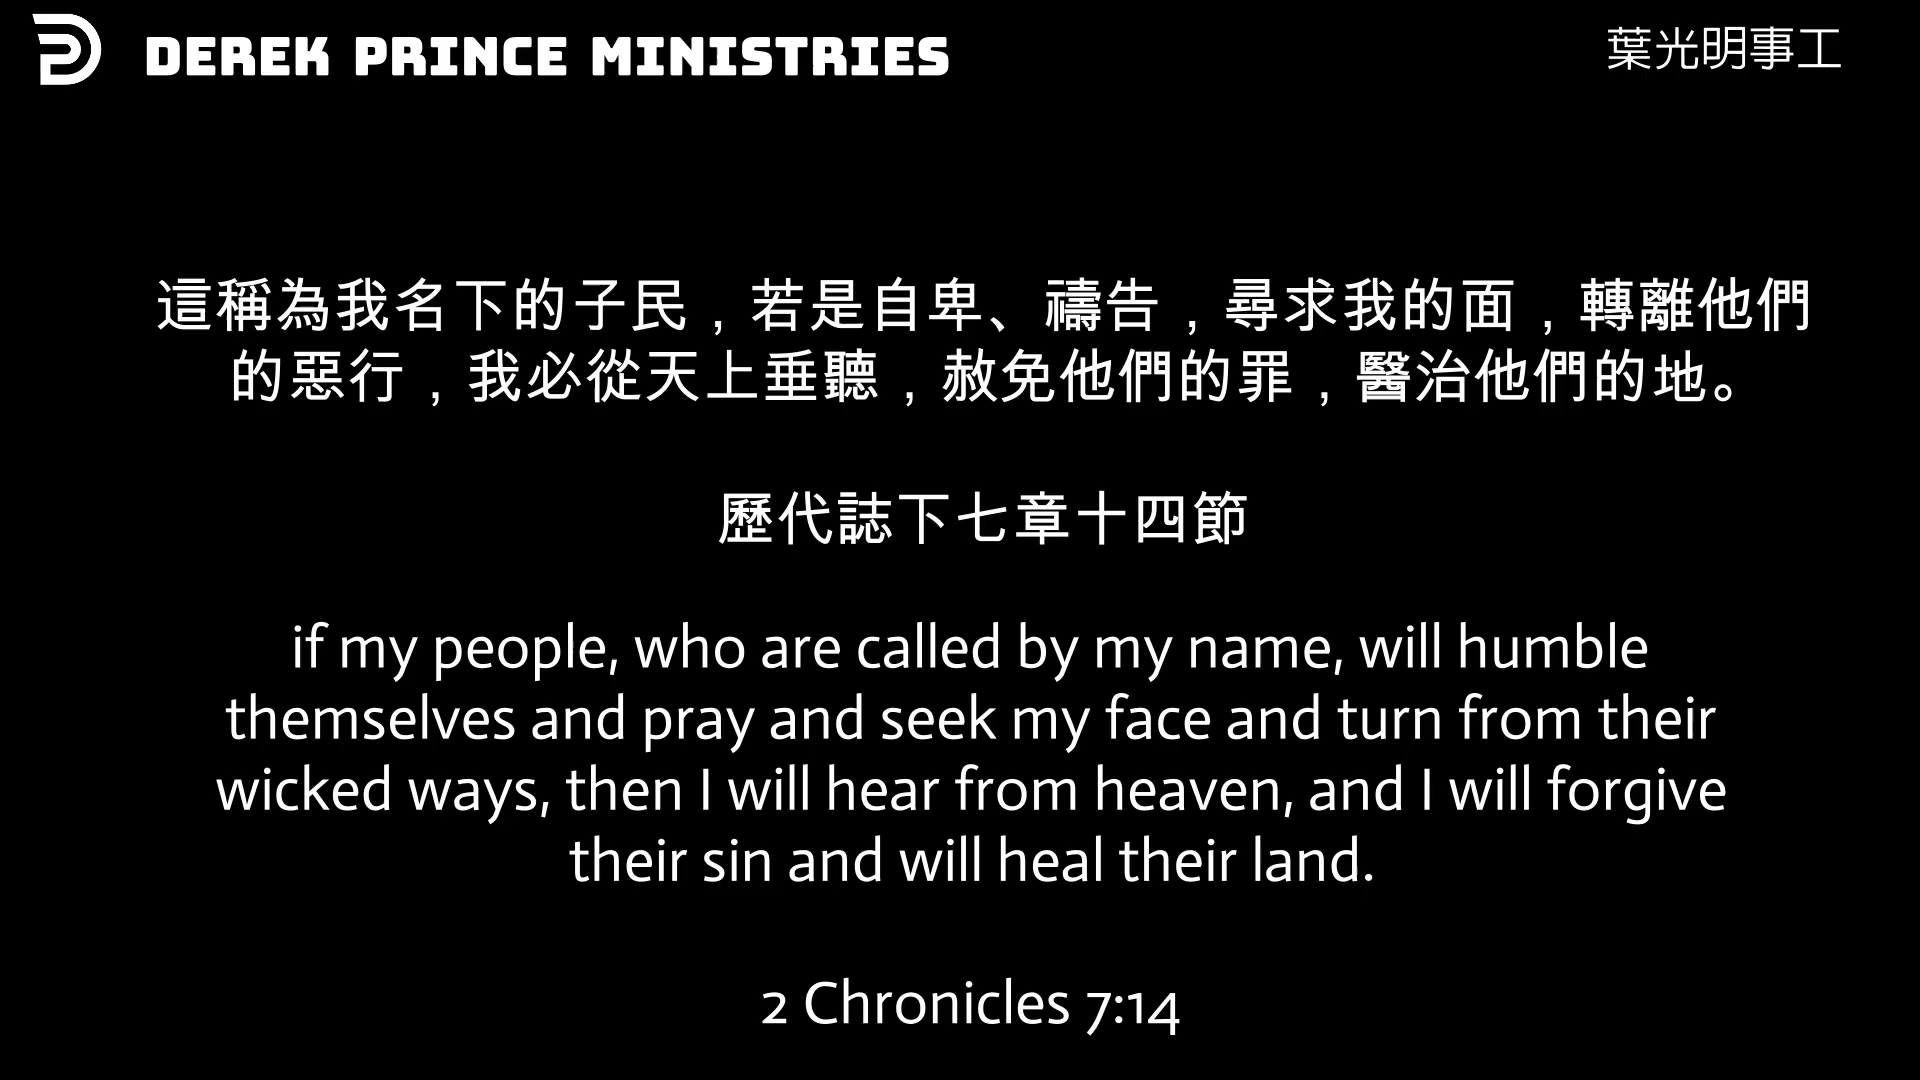 DEREK PRINCE MINISTRIES
葉光明事工
這稱為我名下的子民，若是自卑、禱告，尋求我的面，轉離他們
的惡行，我必從天上垂聽，赦免他們的罪，醫治他們的地。
歷代誌下七章十四節
if my people, who are called by my name, will humble
themselves and pray and seek my face and turn from their
wicked ways, then I will hear from heaven, and I will forgive
their sin and will heal their land.
2 Chronicles 7:14